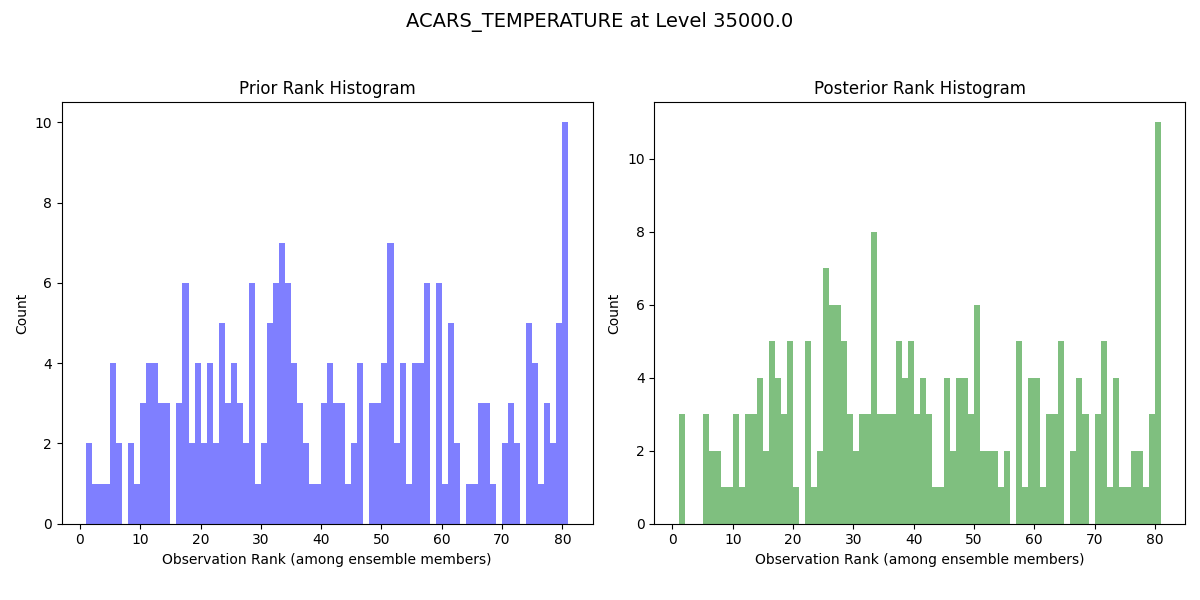 ACARS_TEMPERATURE at Level 35000.0
Prior Rank Histogram
Count
10
8
6
4
2
0
0 10 20 30 40 50 60 70 80
Observation Rank (among ensemble members)
Posterior Rank Histogram
Count
10
8
6
4
2
0
0 10 20 30 40 50 60 70 80
Observation Rank (among ensemble members)